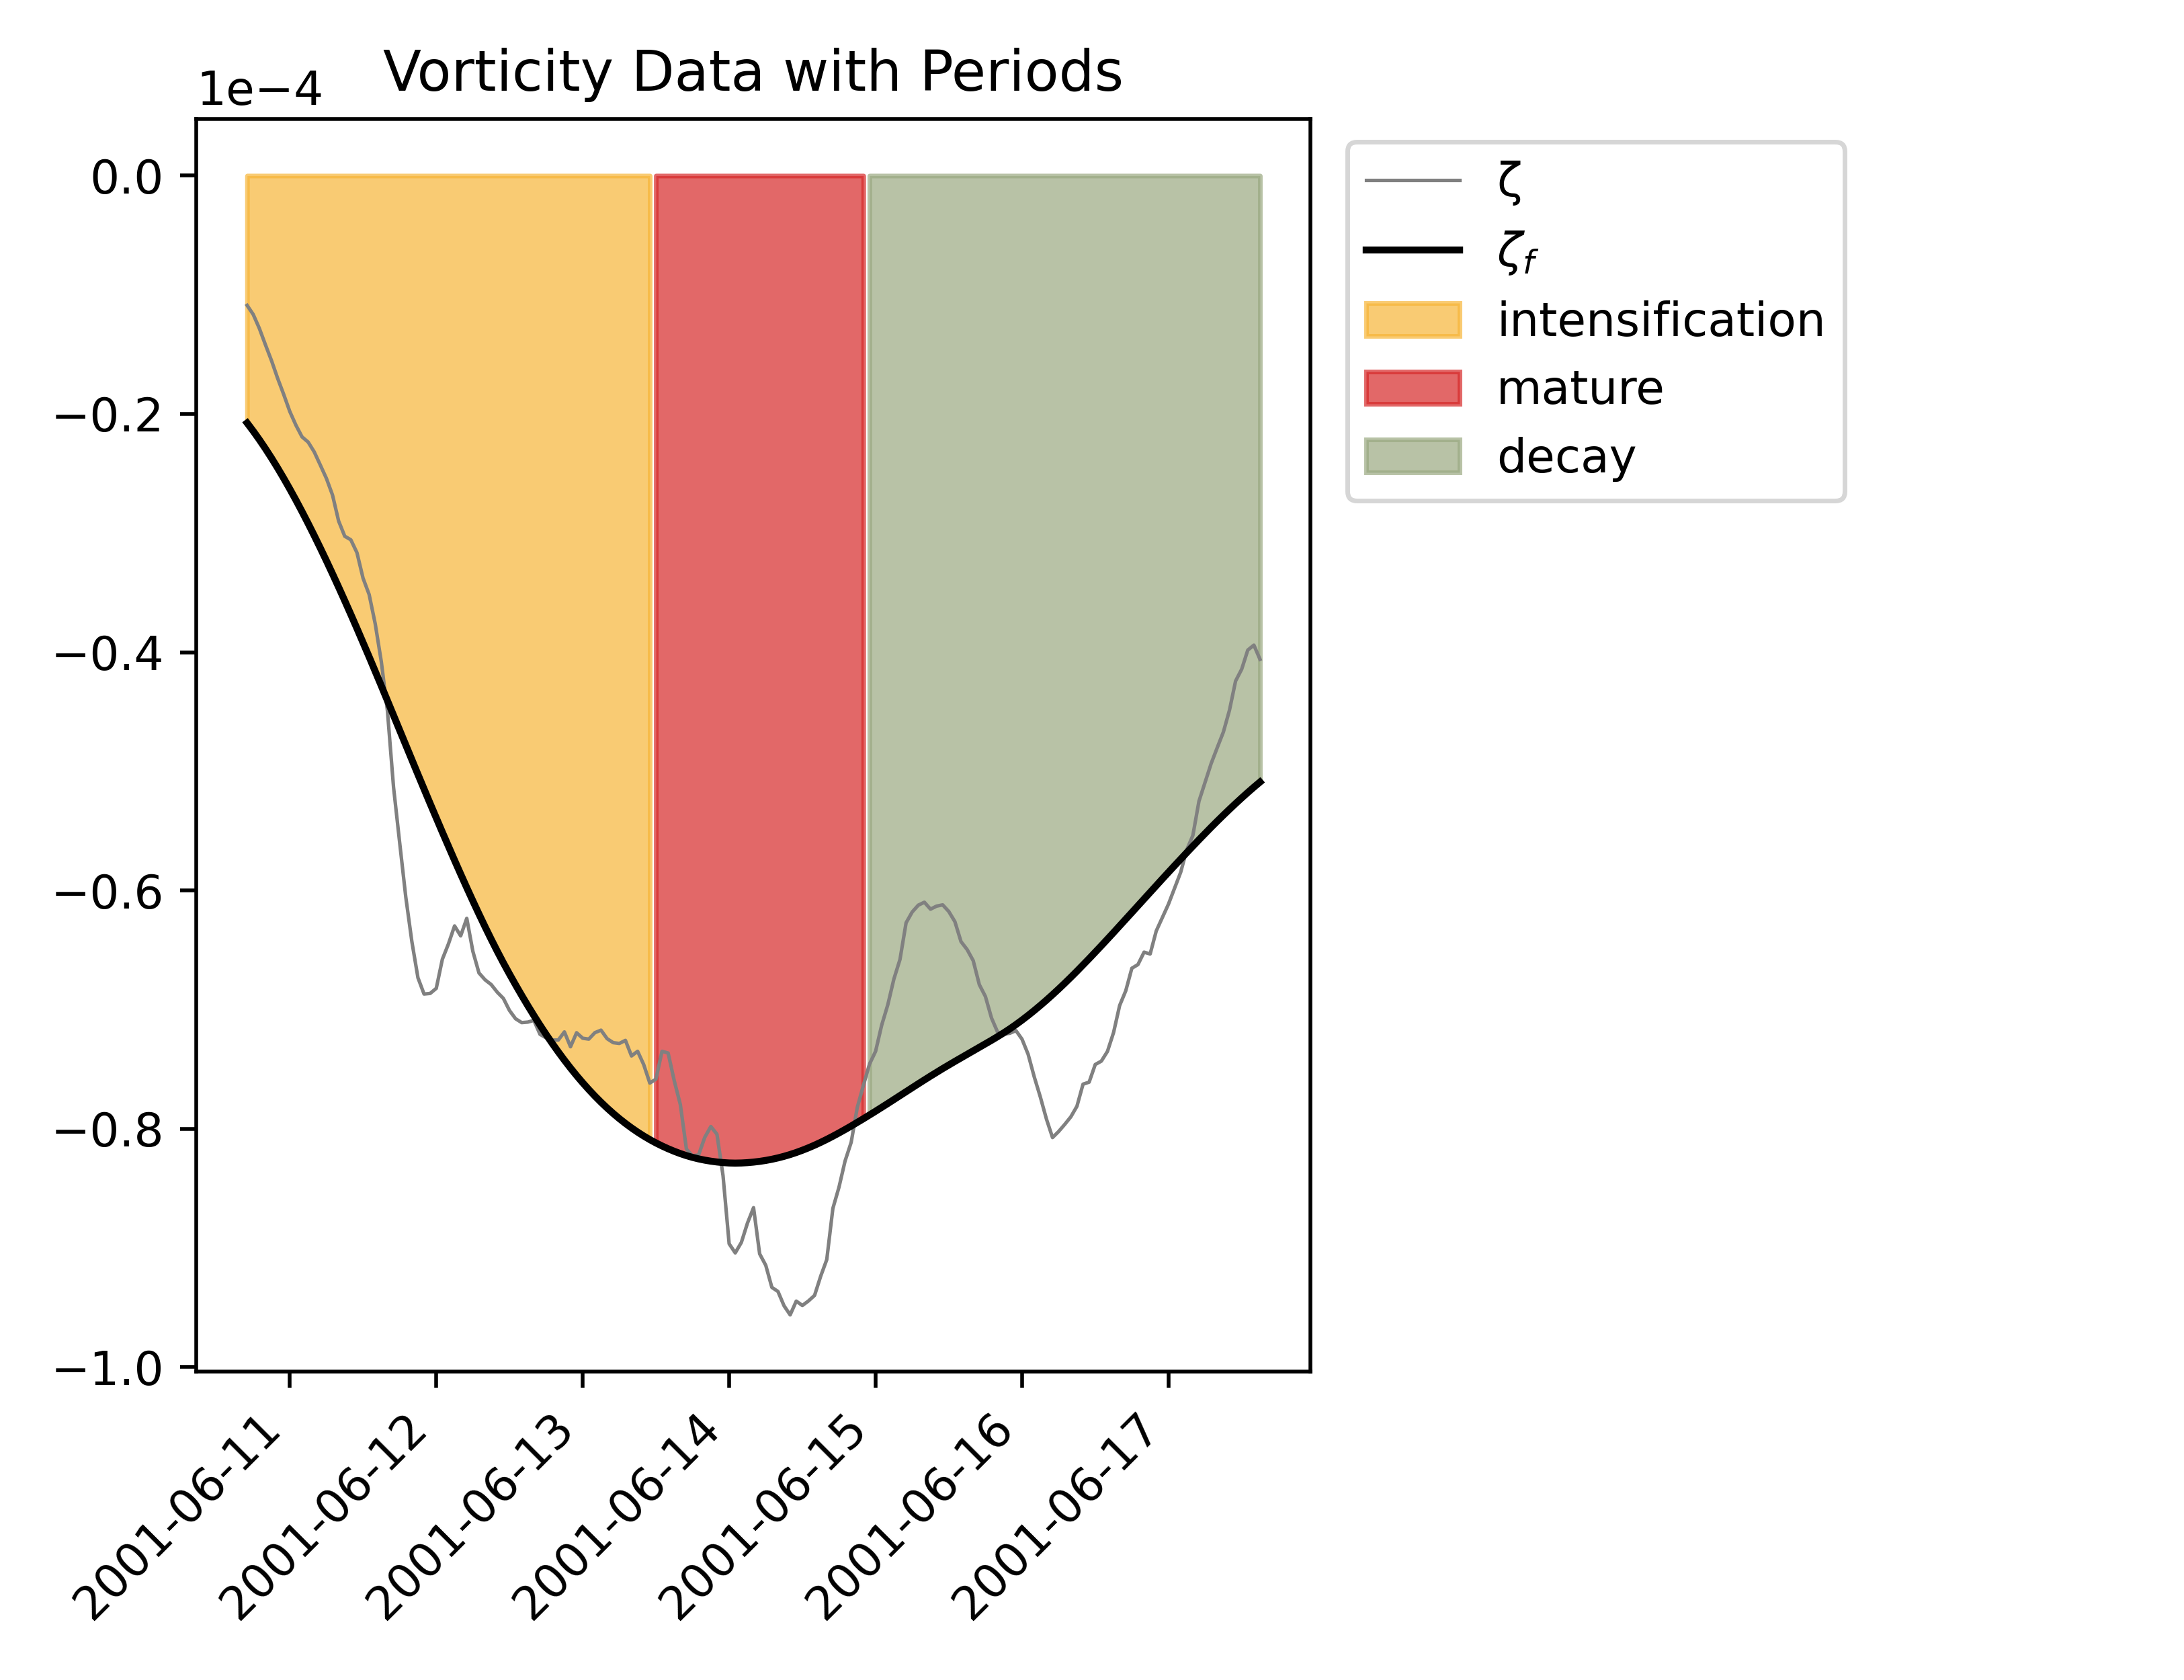 Vorticity Data with Periods
1e−4
0.0
−0.2
−0.4
−0.6
−0.8
−1.0
2001-06-11
2001-06-12
2001-06-13
2001-06-14
2001-06-15
2001-06-16
2001-06-17
ζ
ζf
intensification
mature
decay